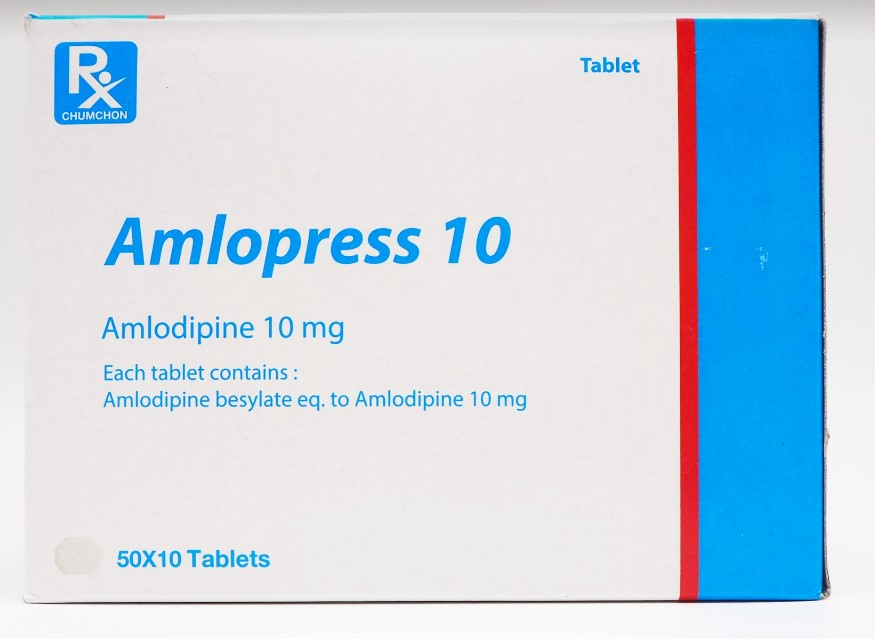 Rx
CHUMCHON
Tablet
Amlopress 10
Amlodipine 10 mg
Each tablet contains :
Amlodipine besylate eq. to Amlodipine 10 mg
50X10 Tablets